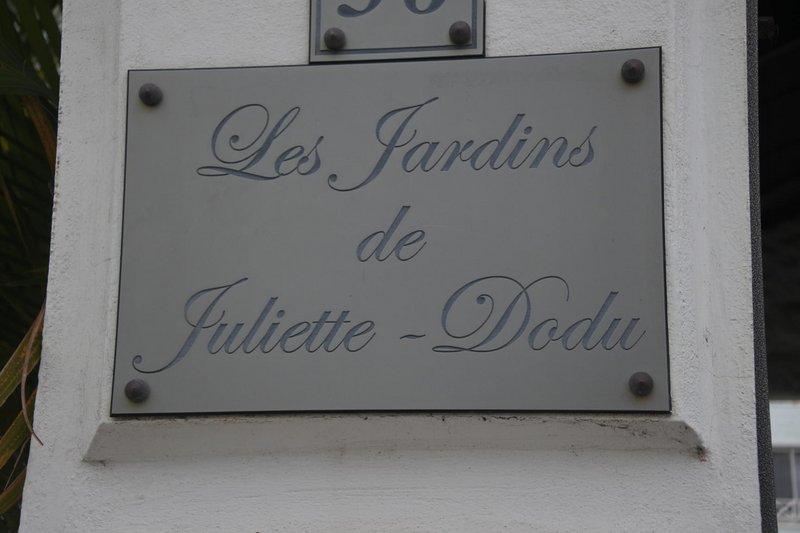 Les Jardins
de
Juliette - Dodu